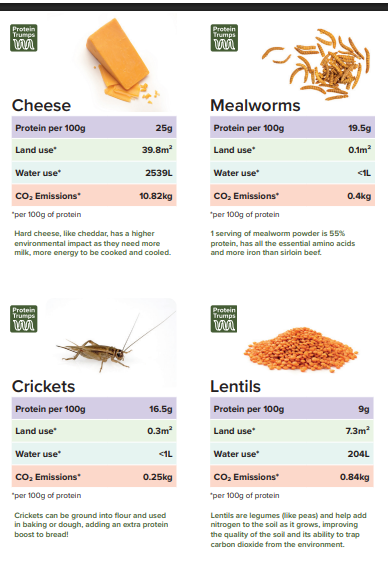 Protein
Trumps
Cheese
Protein per 100g 25g
Land use* 39.8m²
Water use* 2539L
CO₂ Emissions* 10.82kg
*per 100g of protein
Hard cheese, like cheddar, has a higher
environmental impact as they need more
milk, more energy to be cooked and cooled.
Protein
Trumps
Mealworms
Protein per 100g 19.5g
Land use* 0.1m²
Water use* <1L
CO₂ Emissions* 0.4kg
*per 100g of protein
1 serving of mealworm powder is 55%
protein, has all the essential amino acids
and more iron than sirloin beef.
Protein
Trumps
Crickets
Protein per 100g 16.5g
Land use* 0.3m²
Water use* <1L
CO₂ Emissions* 0.25kg
*per 100g of protein
Crickets can be ground into flour and used
in baking or dough, adding an extra protein
boost to bread!
Protein
Trumps
Lentils
Protein per 100g 9g
Land use* 7.3m²
Water use* 204L
CO₂ Emissions* 0.84kg
*per 100g of protein
Lentils are legumes (like peas) and help add
nitrogen to the soil as it grows, improving
the quality of the soil and its ability to trap
carbon dioxide from the environment.